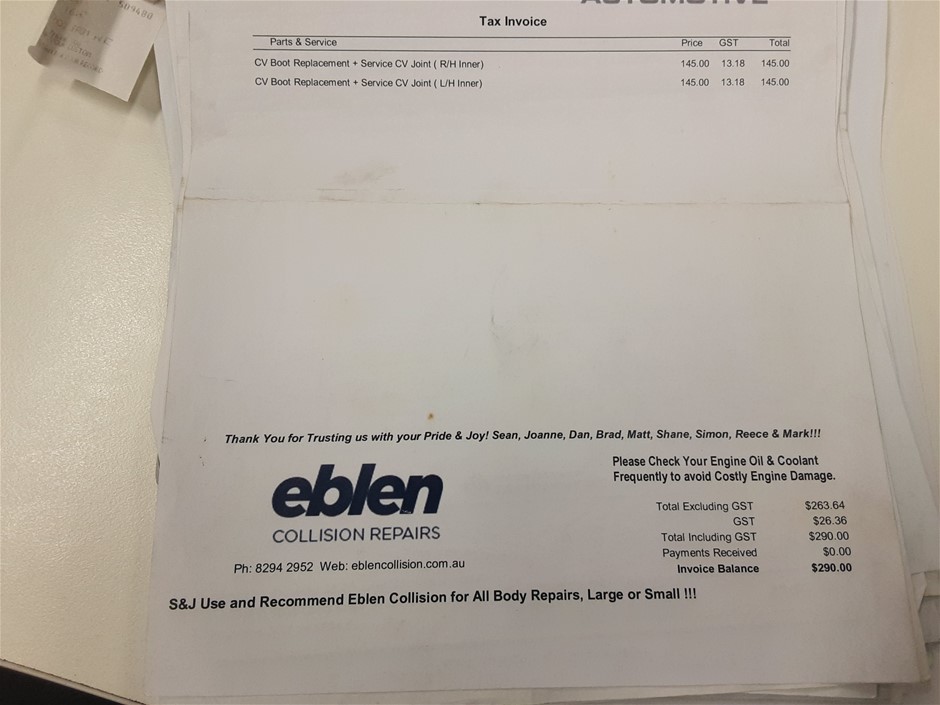 AUTOMOTIVE
Tax Invoice
Parts & Service Price GST Total
CV Boot Replacement + Service CV Joint ( R/H Inner) 145.00 13.18 145.00
CV Boot Replacement + Service CV Joint ( L/H Inner) 145.00 13.18 145.00
Thank You for Trusting us with your Pride & Joy! Sean, Joanne, Dan, Brad, Matt, Shane, Simon, Reece & Mark!!!
Please Check Your Engine Oil & Coolant
Frequently to avoid Costly Engine Damage.
eblen
COLLISION REPAIRS
Ph: 8294 2952 Web: eblencollision.com.au
Total Excluding GST $263.64
GST $26.36
Total Including GST $290.00
Payments Received $0.00
Invoice Balance $290.00
S&J Use and Recommend Eblen Collision for All Body Repairs, Large or Small !!!